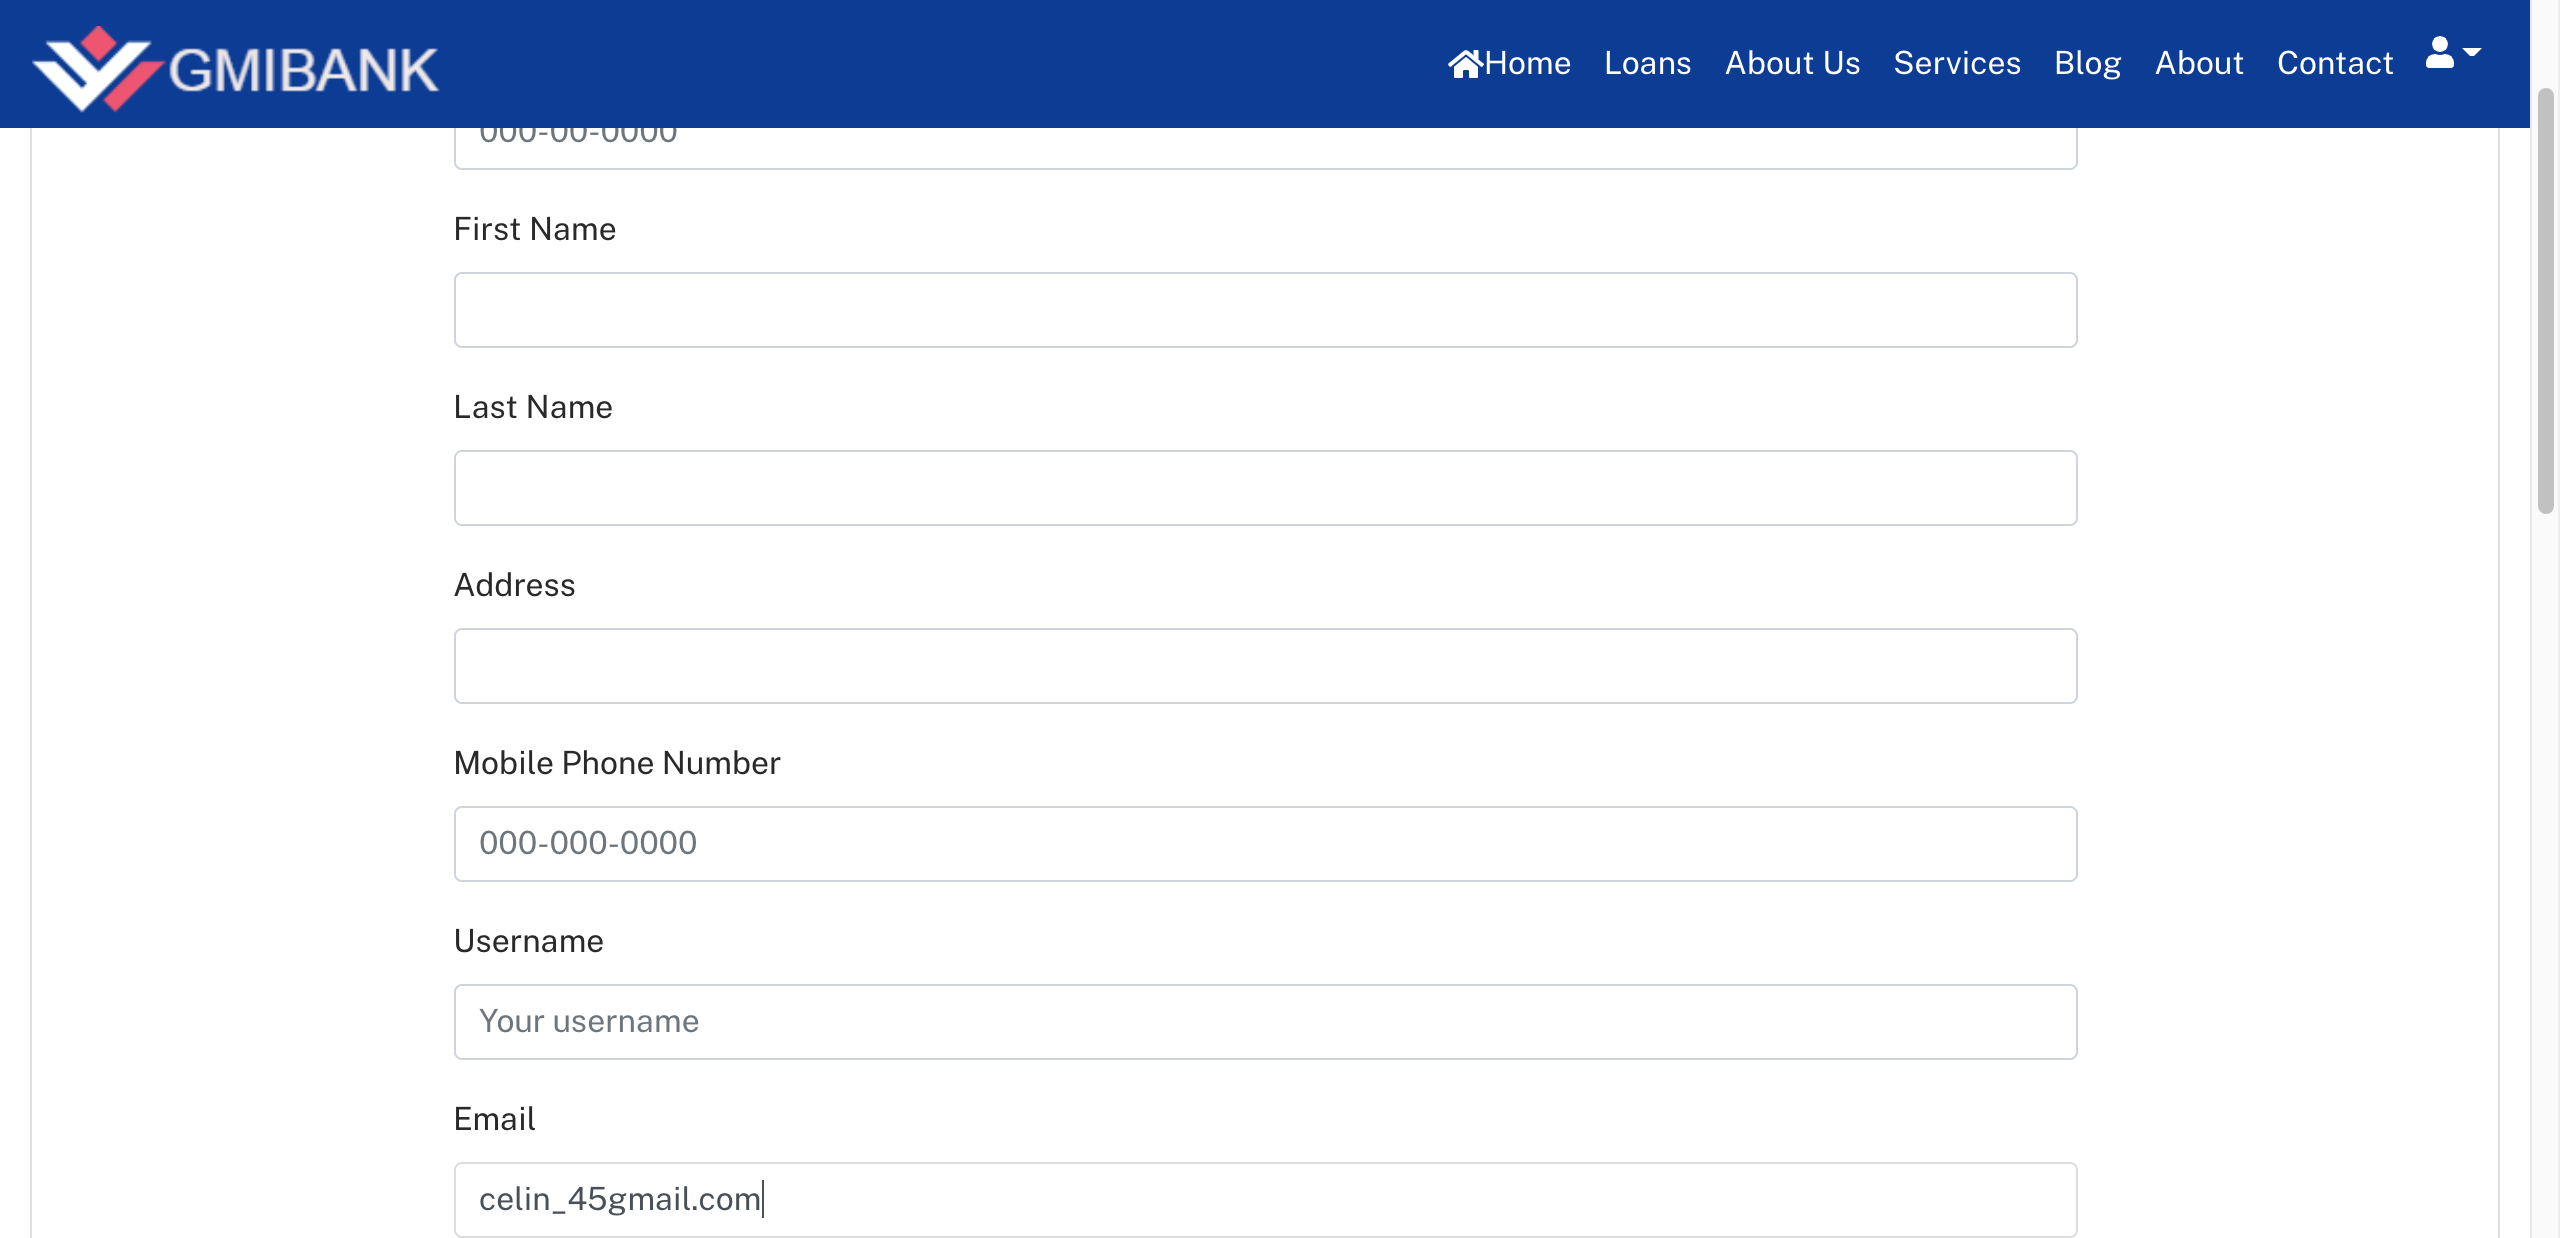 GMIBANK
Home Loans About Us Services Blog About Contact
000-00-0000
First Name
Last Name
Address
Mobile Phone Number
000-000-0000
Username
Your username
Email
celin_45gmail.com